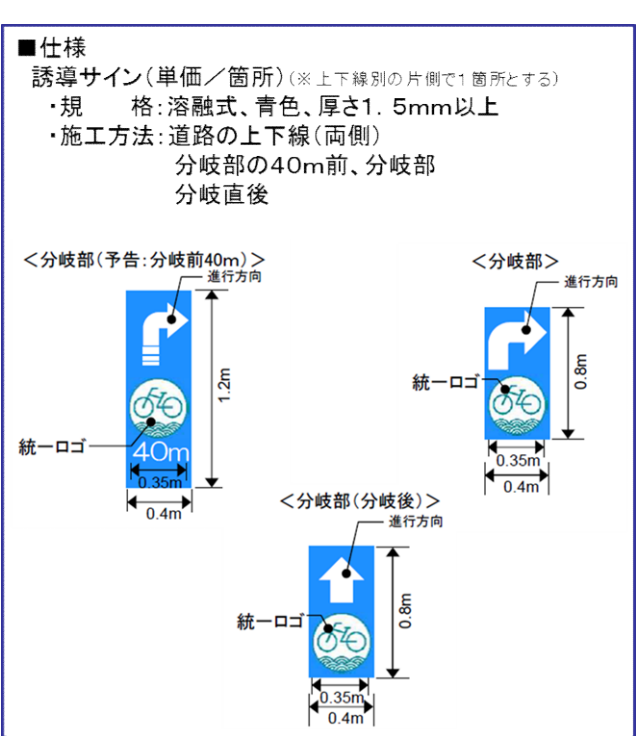 ■仕様
誘導サイン(単価/箇所)(※上下線別の片側で1箇所とする)
・規　格:溶融式、青色、厚さ1.5mm以上
・施工方法:道路の上下線(両側)
分岐部の40m前、分岐部
分岐直後
<分岐部(予告:分岐前40m)>
進行方向
1.2m
統一ロゴ
40m
0.35m
0.4m
<分岐部>
進行方向
統一ロゴ
0.8m
0.35m
0.4m
<分岐部(分岐後)>
進行方向
統一ロゴ
0.8m
0.35m
0.4m